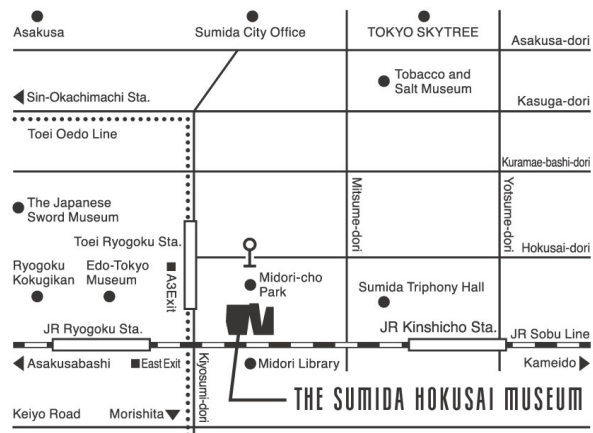 Asakusa
Sumida City Office
TOKYO SKYTREE
Asakusa-dori
Tobacco and
Salt Museum
Sin-Okachimachi Sta.
Kasuga-dori
Toei Oedo Line
Kuramae-bashi-dori
Mitsume-dori
Yotsume-dori
The Japanese
Sword Museum
Toei Ryogoku Sta.
Hokusai-dori
Ryogoku
Kokugikan
Edo-Tokyo
Museum
A3Exit
Midori-cho
Park
Sumida Triphony Hall
JR Ryogoku Sta.
JR Kinshicho Sta.
JR Sobu Line
Asakusabashi
East Exit
Kiyosumi-dori
Midori Library
Kameido
THE SUMIDA HOKUSAI MUSEUM
Keiyo Road
Morishita